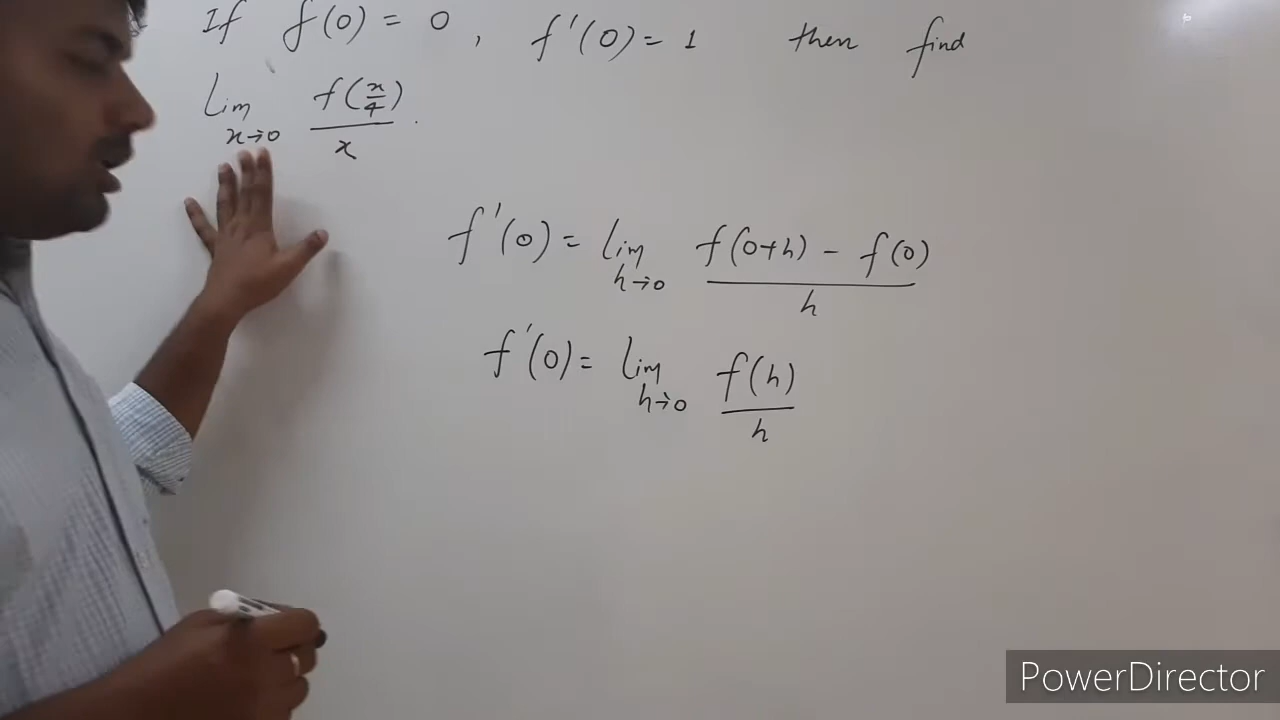 If f(0) = 0, f'(0) = 1 then find
Lim x→0 f(x/4)/x.
f'(0) = Lim h→0 f(0+h) - f(0)/h
f'(0) = Lim h→0 f(h)/h
PowerDirector